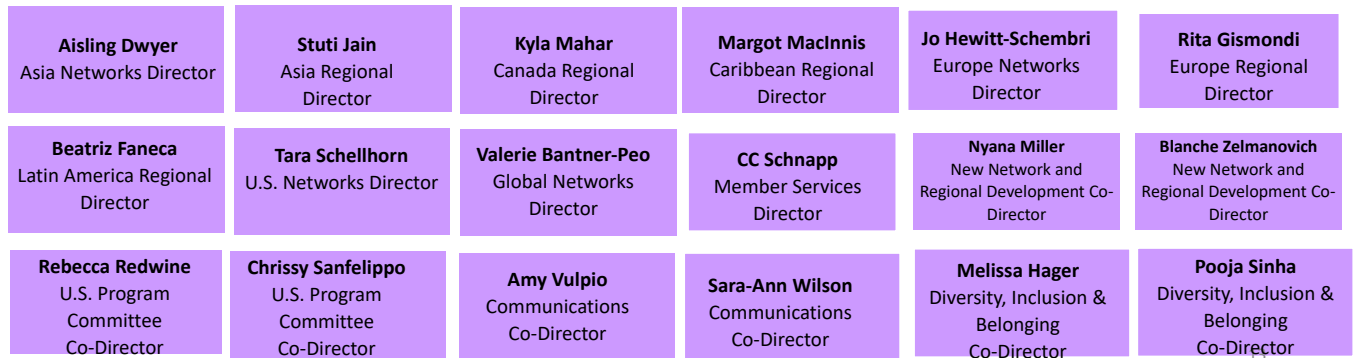 Aisling Dwyer
Asia Networks Director
Stuti Jain
Asia Regional
Director
Kyla Mahar
Canada Regional
Director
Margot MacInnis
Caribbean Regional
Director
Jo Hewitt-Schembri
Europe Networks
Director
Rita Gismondi
Europe Regional
Director
Beatriz Faneca
Latin America Regional
Director
Tara Schellhorn
U.S. Networks Director
Valerie Bantner-Peo
Global Networks
Director
CC Schnapp
Member Services
Director
Nyana Miller
New Network and
Regional Development Co-
Director
Blanche Zelmanovich
New Network and
Regional Development Co-
Director
Rebecca Redwine
U.S. Program
Committee
Co-Director
Chrissy Sanfelippo
U.S. Program
Committee
Co-Director
Amy Vulpio
Communications
Co-Director
Sara-Ann Wilson
Communications
Co-Director
Melissa Hager
Diversity, Inclusion &
Belonging
Co-Director
Pooja Sinha
Diversity, Inclusion &
Belonging
Co-Director